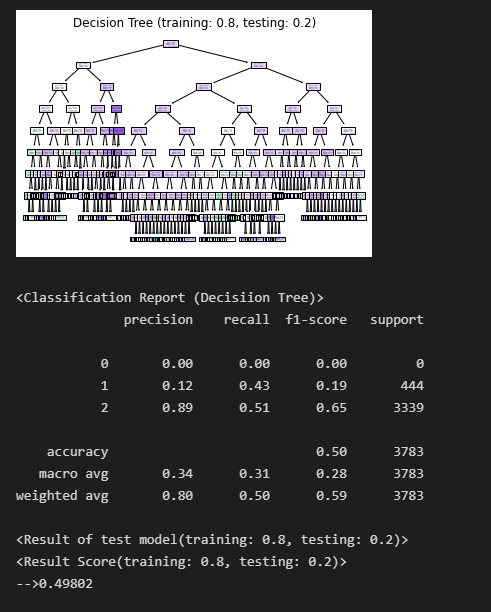 Decision Tree (training: 0.8, testing: 0.2)
<Classification Report (Decisiion Tree)>
precision recall f1-score support
0 0.00 0.00 0.00 0
1 0.12 0.43 0.19 444
2 0.89 0.51 0.65 3339
accuracy 0.50 3783
macro avg 0.34 0.31 0.28 3783
weighted avg 0.80 0.50 0.59 3783
<Result of test model(training: 0.8, testing: 0.2)>
<Result Score(training: 0.8, testing: 0.2)>
-->0.49802